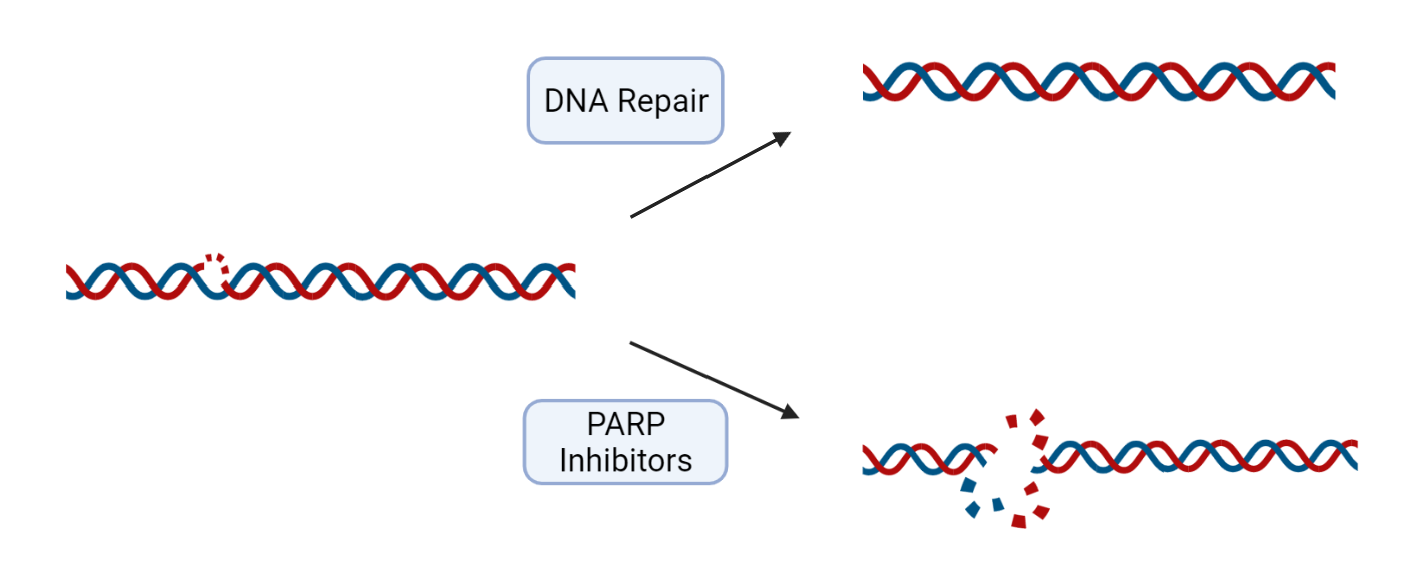 DNA Repair
PARP
Inhibitors